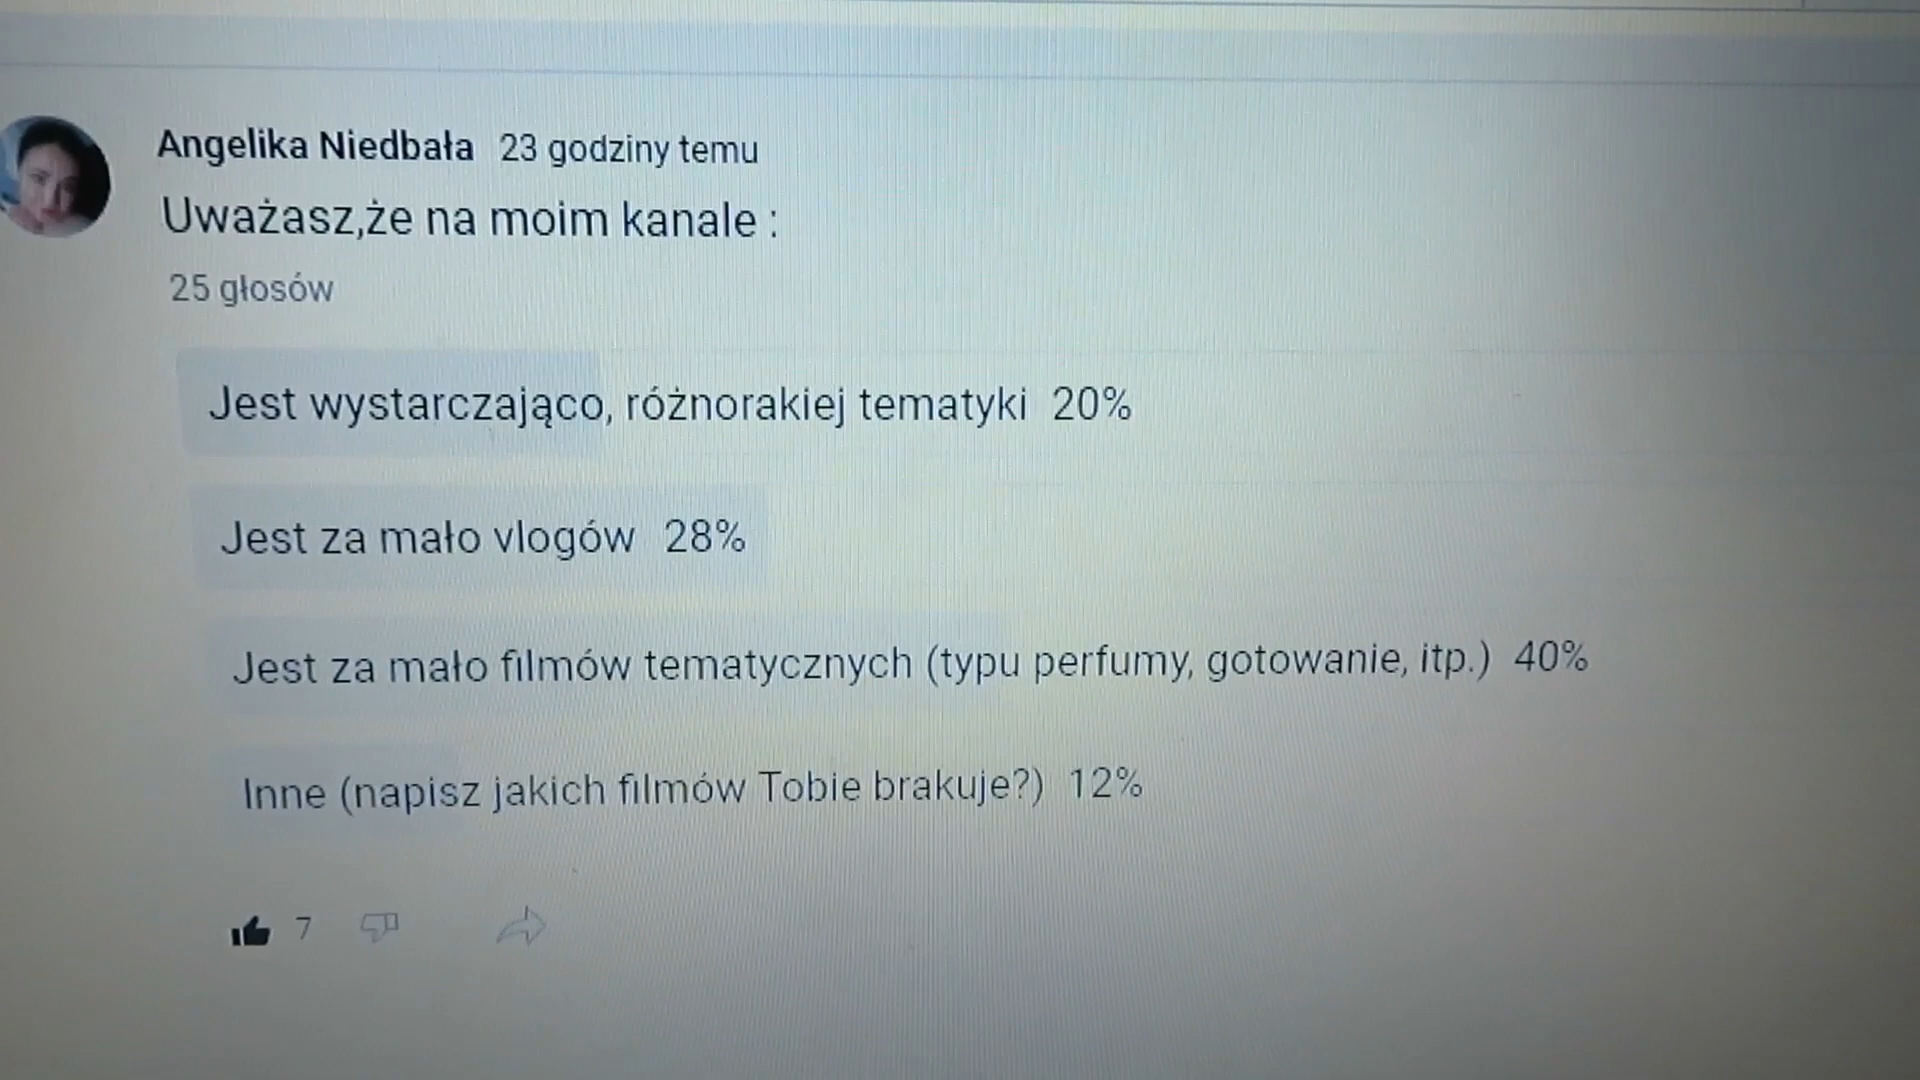 Angelika Niedbała 23 godziny temu
Uważasz,że na moim kanale :
25 głosów
Jest wystarczająco, różnorakiej tematyki 20%
Jest za mało vlogów 28%
Jest za mało filmów tematycznych (typu perfumy, gotowanie, itp.) 40%
Inne (napisz jakich filmów Tobie brakuje?) 12%
7